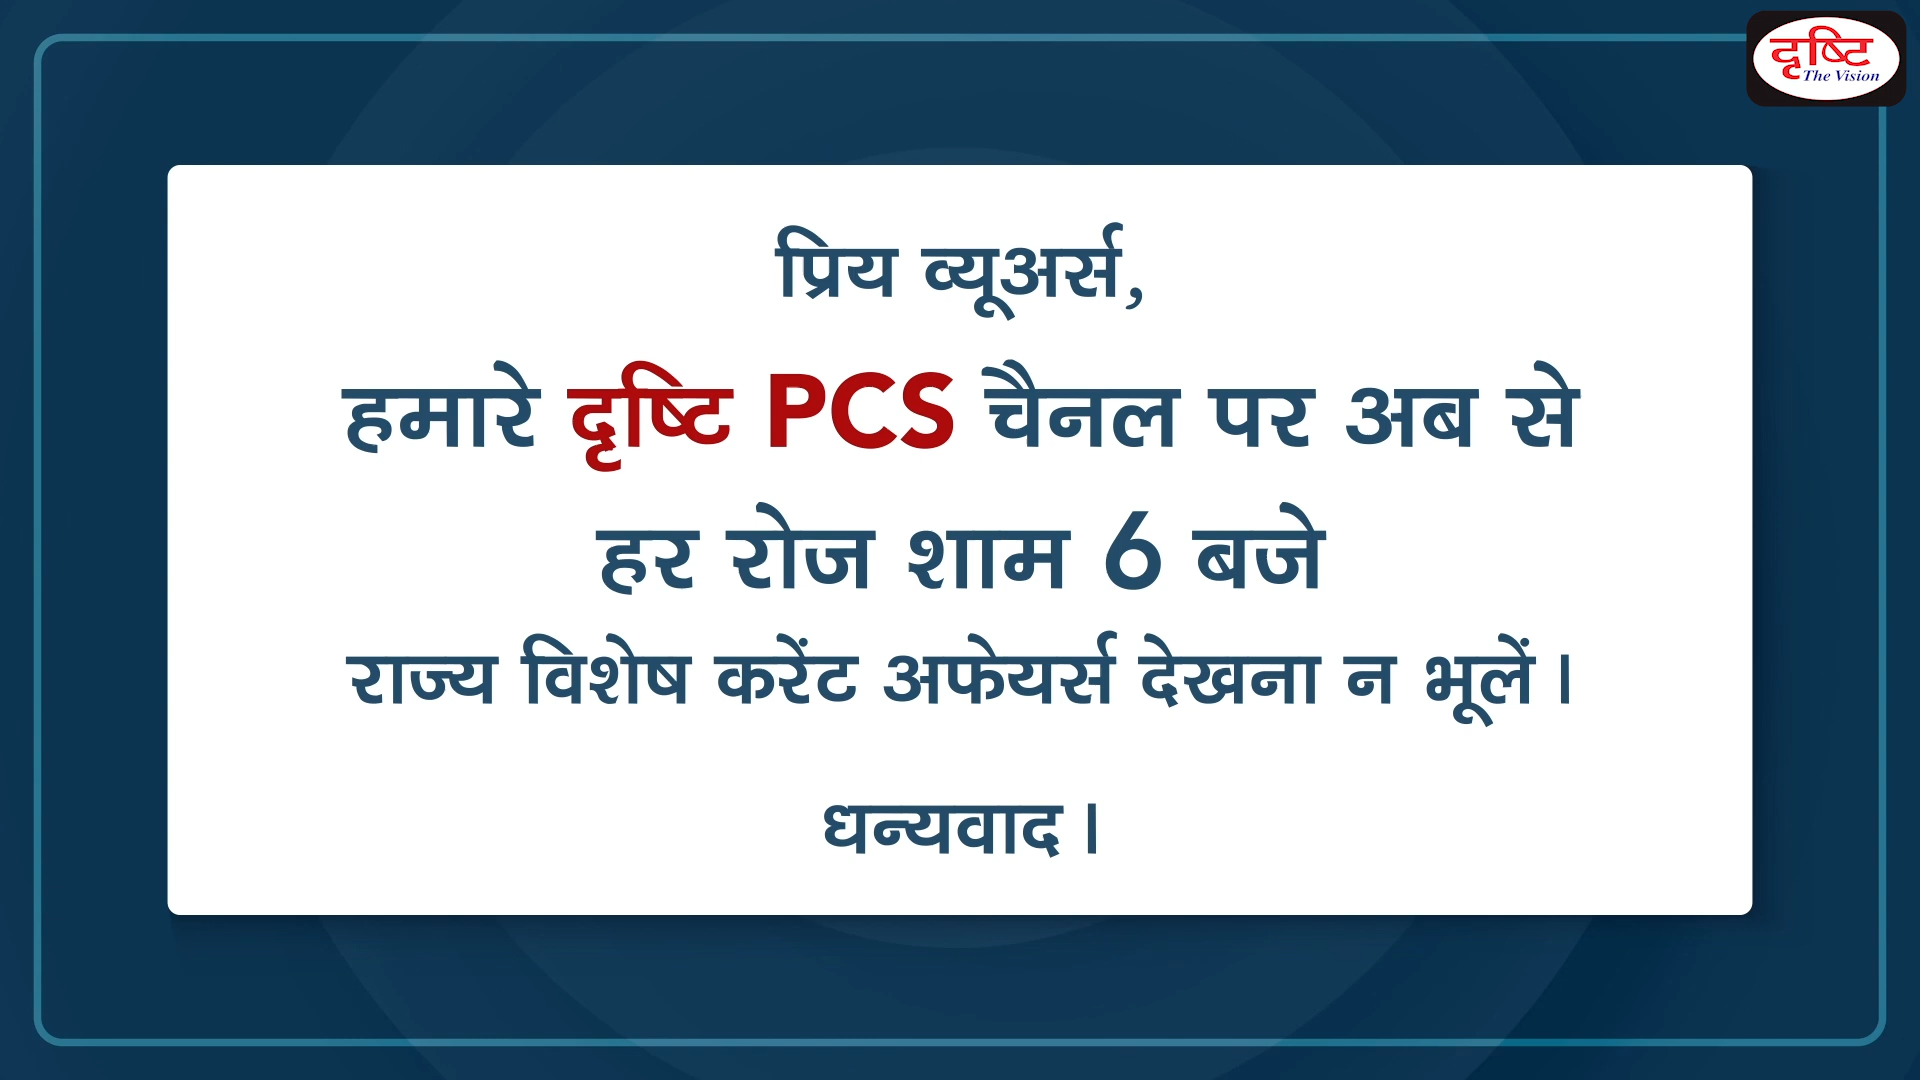 दृष्टि
The Vision
प्रिय व्यूअर्स,
हमारे दृष्टि PCS चैनल पर अब से
हर रोज शाम 6 बजे
राज्य विशेष करेंट अफेयर्स देखना न भूलें।
धन्यवाद।